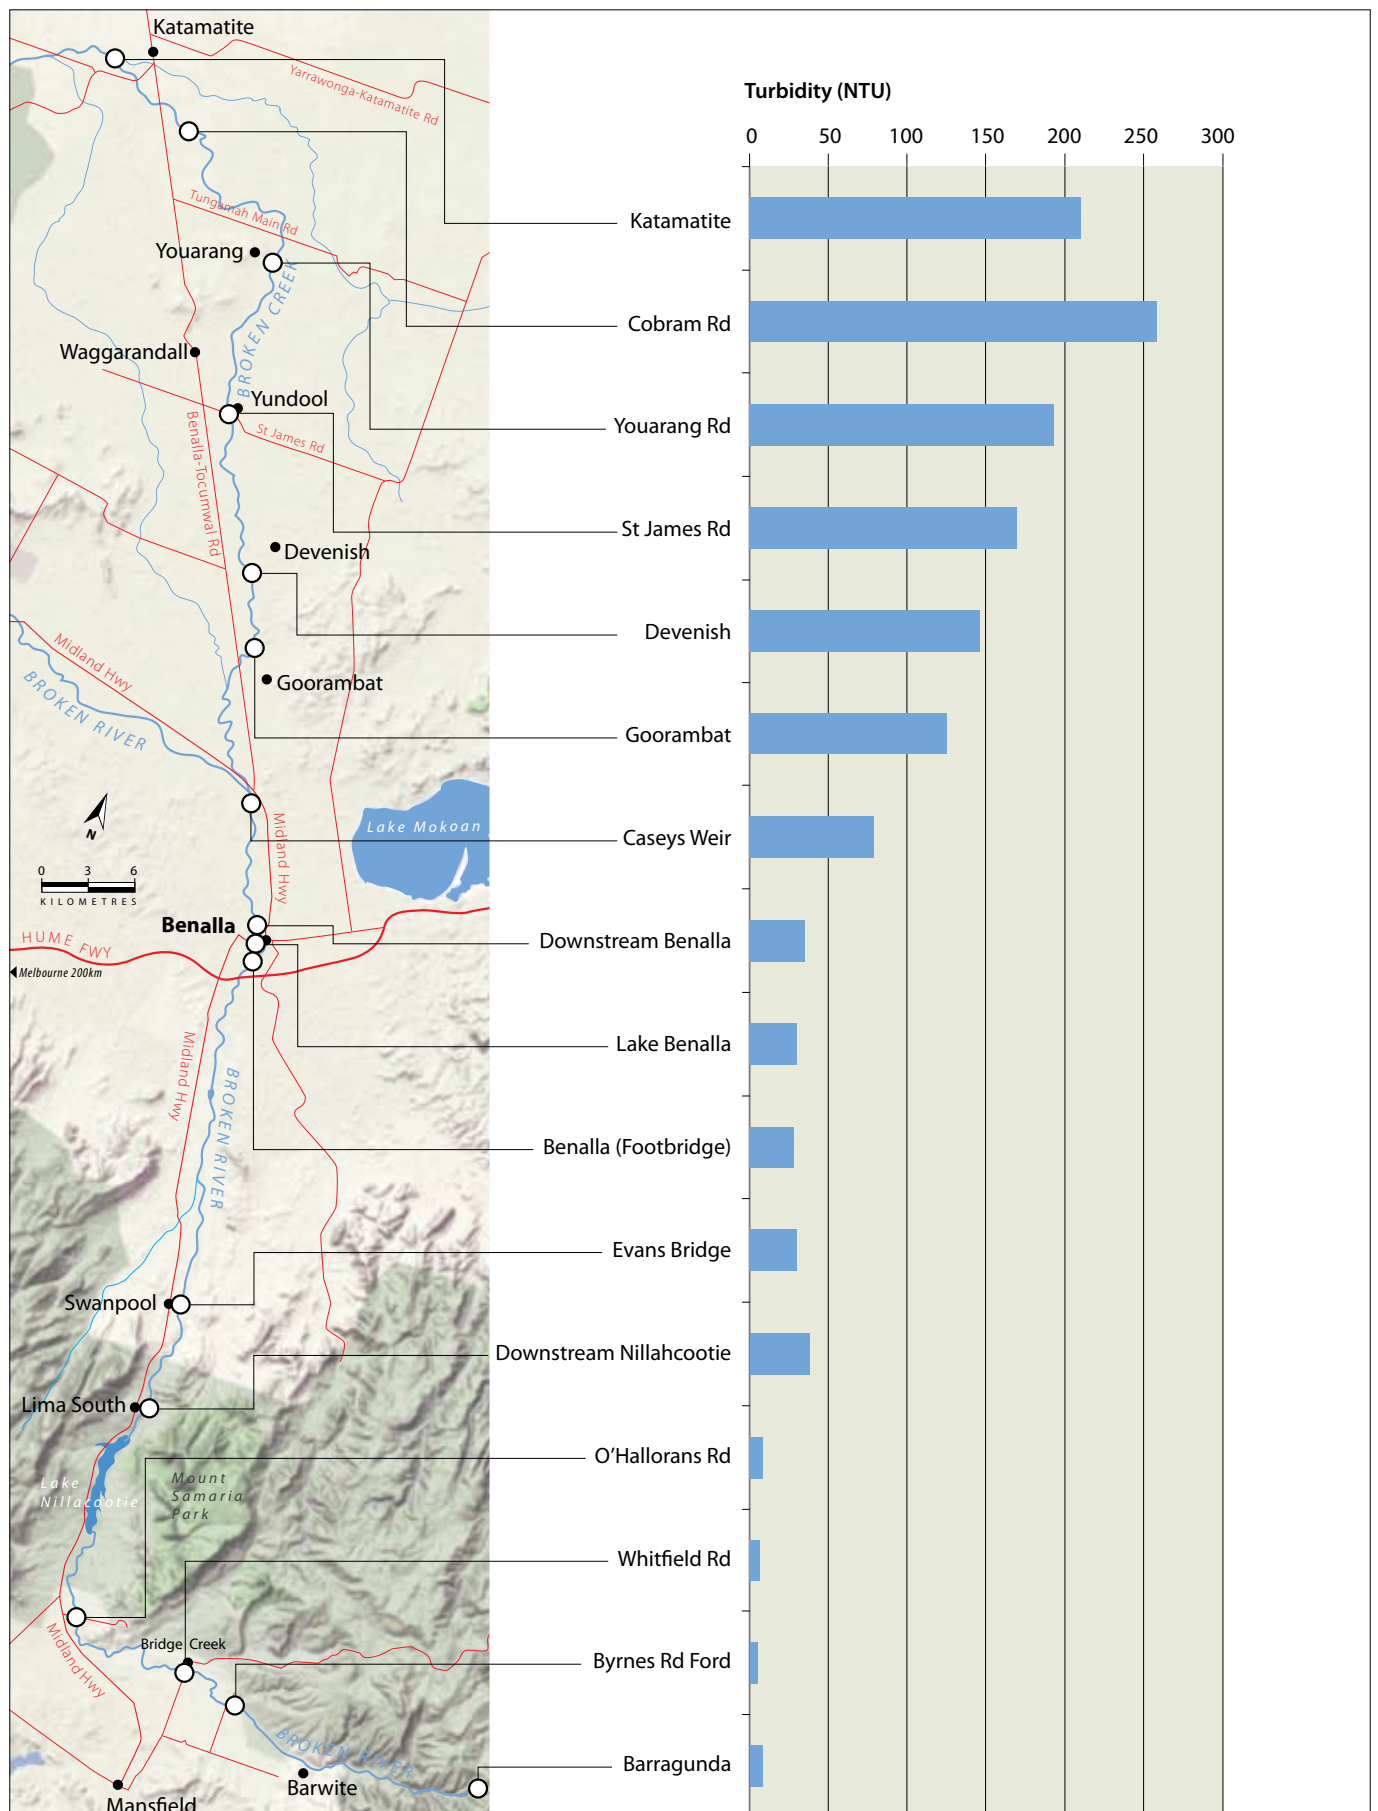 Katamatite
Yarrawonga-Katamatite Rd
Turbidity (NTU)
0 50 100 150 200 250 300
Tungamah Main Rd
Katamatite
Youarang
BROKEN CREEK
Cobram Rd
Waggarandall
Yundool
Benalla-Tocumwal Rd
St James Rd
Youarang Rd
St James Rd
Devenish
Devenish
Midland Hwy
BROKEN RIVER
Goorambat
Goorambat
N
0 3 6
KILOMETRES
Midland Hwy
Lake Mokoan
Caseys Weir
Benalla
HUME FWY
Melbourne 200km
Downstream Benalla
Midland Hwy
BROKEN RIVER
Lake Benalla
Benalla (Footbridge)
Evans Bridge
Swanpool
Downstream Nillahcootie
Lima South
O'Hallorans Rd
Lake
Nillacootie
Mount
Samaria
Park
Whitfield Rd
Midland Hwy
Bridge Creek
Byrnes Rd Ford
BROKEN RIVER
Barragunda
Barwite
Mansfield